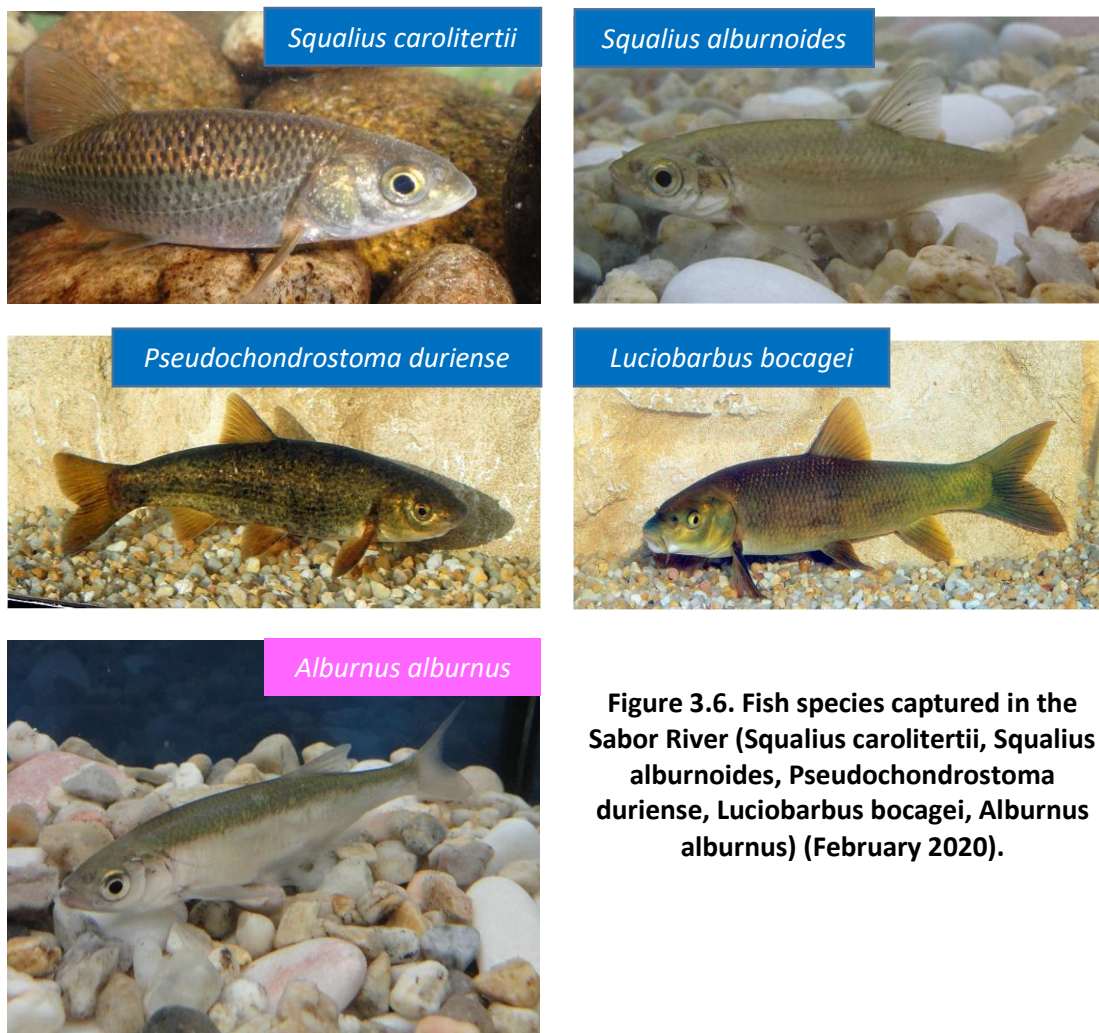 Squalius carolitertii
Squalius alburnoides
Pseudochondrostoma duriense
Luciobarbus bocagei
Alburnus alburnus
Figure 3.6. Fish species captured in the
Sabor River (Squalius carolitertii, Squalius
alburnoides, Pseudochondrostoma
duriense, Luciobarbus bocagei, Alburnus
alburnus) (February 2020).